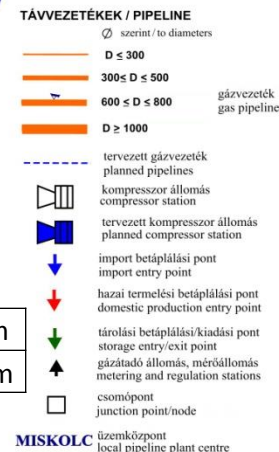 TÁVVEZETÉKEK / PIPELINE
Ø szerint / to diameters
D ≤ 300
300≤ D ≤ 500
600 ≤ D ≤ 800
gázvezeték
gas pipeline
D ≥ 1000
tervezett gázvezeték
planned pipelines
kompresszor állomás
compressor station
tervezett kompresszor állomás
planned compressor station
import betáplálási pont
import entry point
hazai termelési betáplálási pont
domestic production entry point
tárolási betáplálási/kiadási pont
storage entry/exit point
gázátadó állomás, mérőállomás
metering and regulation stations
csomópont
junction point/node
MISKOLC üzemközpont
local pipeline plant centre